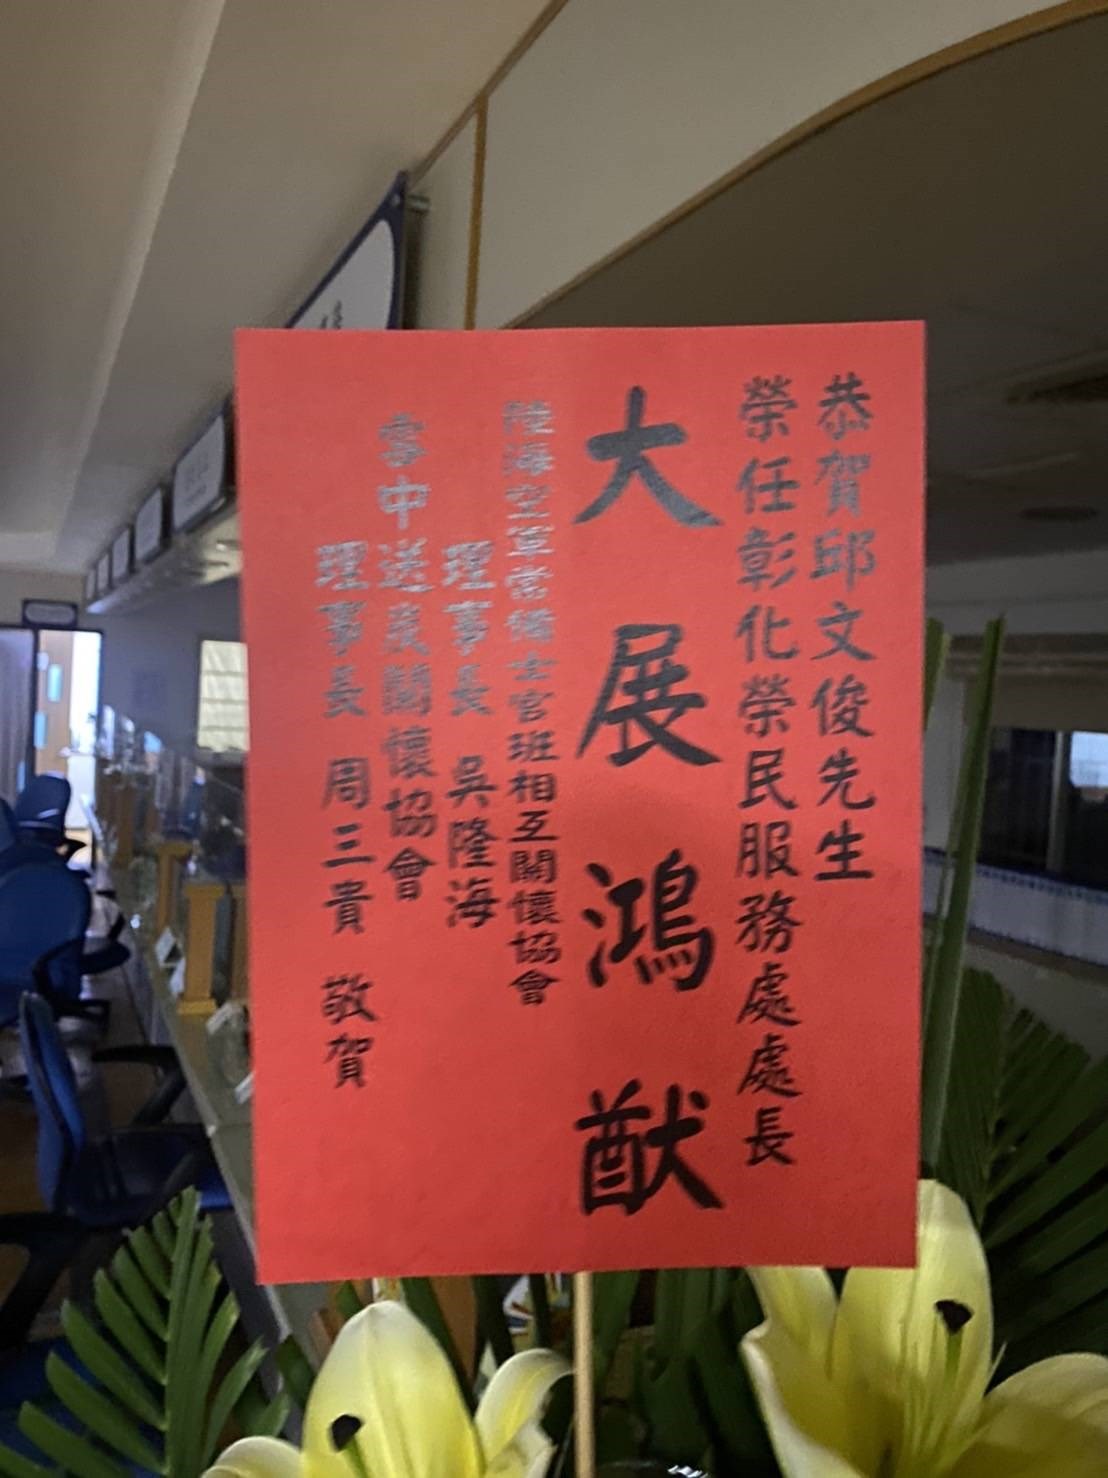 恭賀邱文俊先生
榮任彰化榮民服務處處長
大展鴻猷
陸海空軍常備士官班相互關懷協會
理事長 吳隆海
雪中送炭關懷協會
理事長 周三貴 敬賀